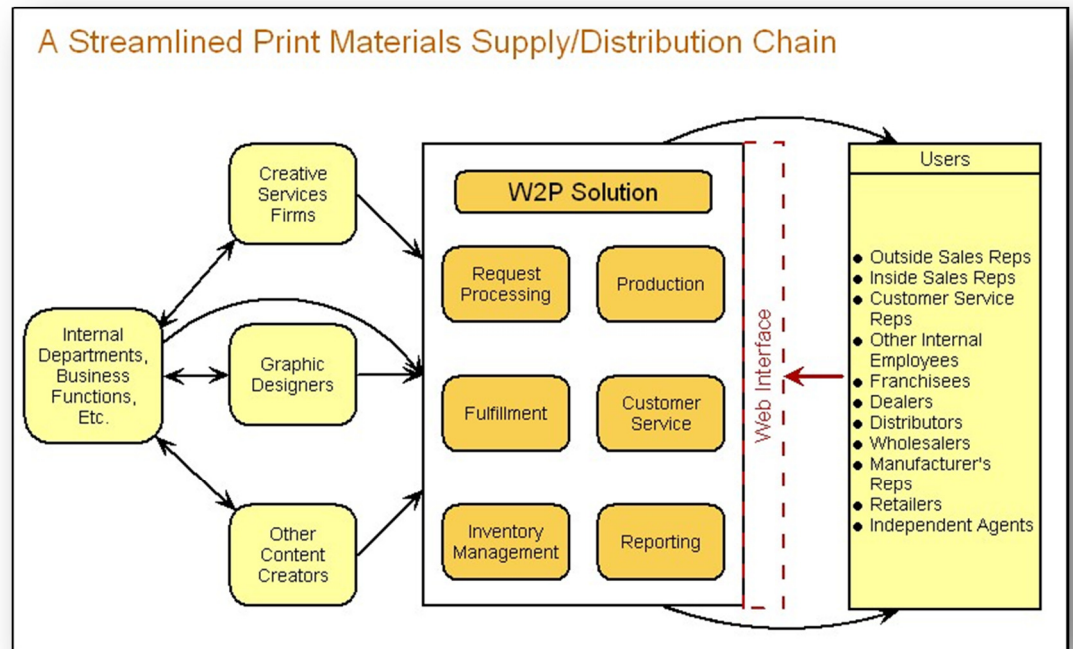 A Streamlined Print Materials Supply/Distribution Chain
Creative
Services
Firms
Internal
Departments,
Business
Functions,
Etc.
Graphic
Designers
Other
Content
Creators
W2P Solution
Request
Processing
Production
Fulfillment
Customer
Service
Inventory
Management
Reporting
Web Interface
Users
● Outside Sales Reps
● Inside Sales Reps
● Customer Service
Reps
● Other Internal
Employees
● Franchisees
● Dealers
● Distributors
● Wholesalers
● Manufacturer's
Reps
● Retailers
● Independent Agents